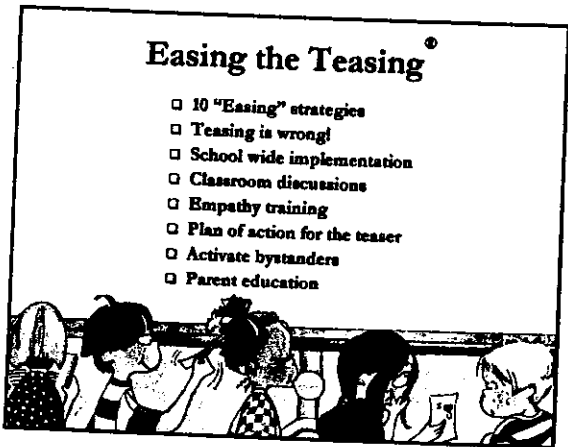 Easing the Teasing®
❑ 10 "Easing" strategies
❑ Teasing is wrong!
❑ School wide implementation
❑ Classroom discussions
❑ Empathy training
❑ Plan of action for the teaser
❑ Activate bystanders
❑ Parent education